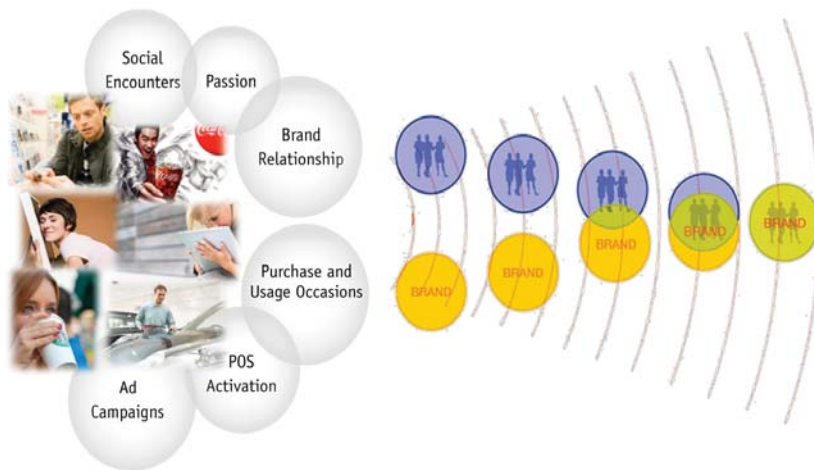 Social
Encounters
Passion
Brand
Relationship
Purchase and
Usage Occasions
POS
Activation
Ad
Campaigns
BRAND
BRAND
BRAND
BRAND
BRAND